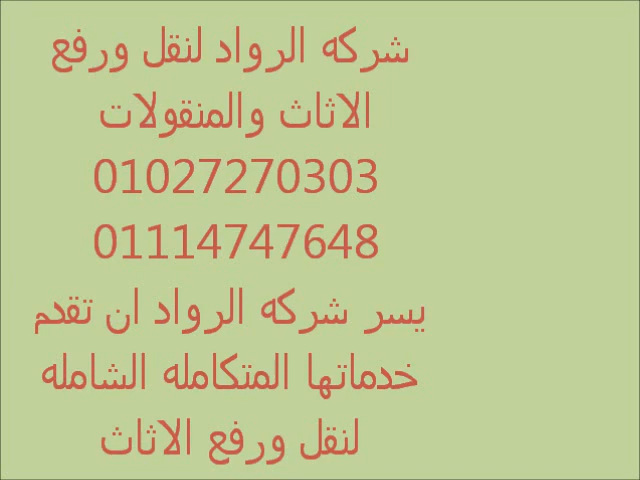 شركه الرواد لنقل ورفع
الاثاث والمنقولات
01027270303
01114747648
يسر شركه الرواد ان تقدم
خدماتها المتكامله الشامله
لنقل ورفع الاثاث